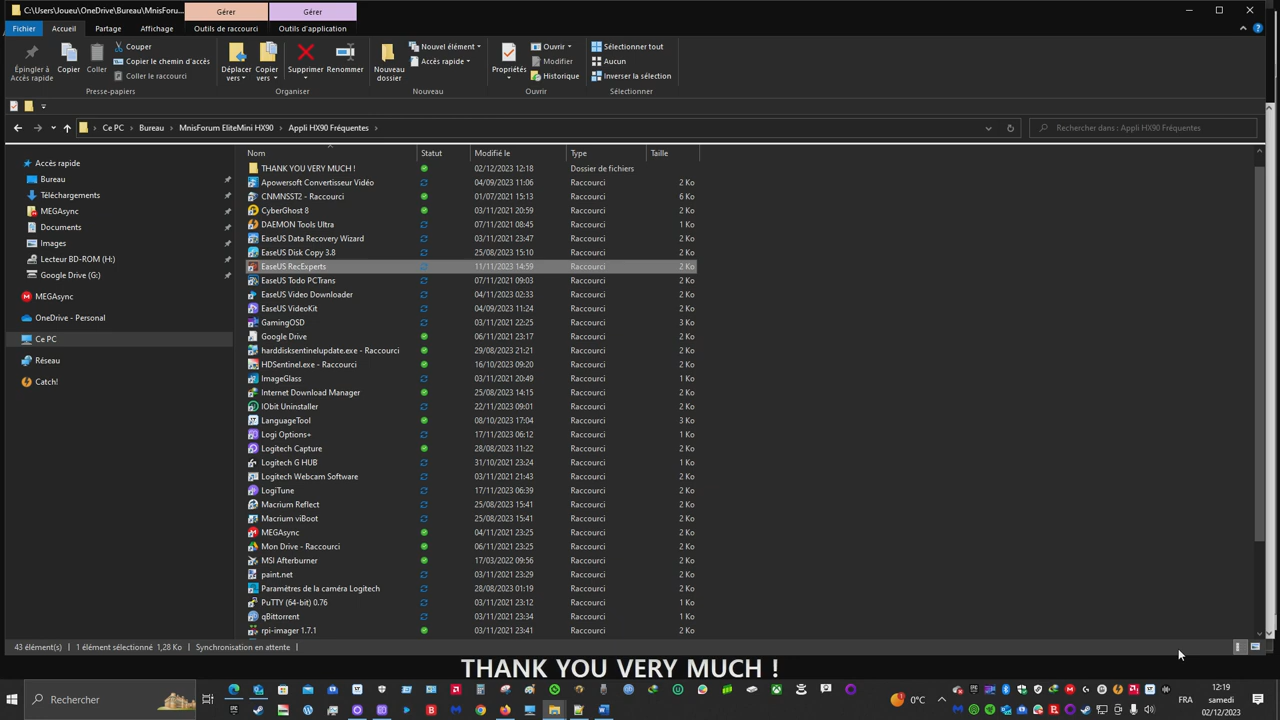 C:\Users\Joueu\OneDrive\Bureau\MnisForu...
Gérer
Gérer
Fichier
Accueil
Partage
Affichage
Outils de raccourci
Outils d'application
Épingler à
Accès rapide
Copier
Coller
Couper
Copier le chemin d'accès
Coller le raccourci
Presse-papiers
Déplacer
vers
Copier
vers
Supprimer
Renommer
Organiser
Nouveau
dossier
Nouvel élément
Accès rapide
Nouveau
Propriétés
Ouvrir
Modifier
Historique
Ouvrir
Sélectionner tout
Aucun
Inverser la sélection
Sélectionner
Ce PC > Bureau > MnisForum EliteMini HX90 > Appli HX90 Fréquentes >
Rechercher dans : Appli HX90 Fréquentes
Accès rapide
Bureau
Téléchargements
MEGAsync
Documents
Images
Lecteur BD-ROM (H:)
Google Drive (G:)
MEGAsync
OneDrive - Personal
Ce PC
Réseau
Catch!
Nom Statut Modifié le Type Taille
THANK YOU VERY MUCH ! 02/12/2023 12:18 Dossier de fichiers
Apowersoft Convertisseur Vidéo 04/09/2023 11:06 Raccourci 2 Ko
CNMNSST2 - Raccourci 01/07/2021 15:13 Raccourci 6 Ko
CyberGhost 8 03/11/2021 20:59 Raccourci 2 Ko
DAEMON Tools Ultra 07/11/2021 08:45 Raccourci 1 Ko
EaseUS Data Recovery Wizard 03/11/2021 23:47 Raccourci 2 Ko
EaseUS Disk Copy 3.8 25/08/2023 15:10 Raccourci 2 Ko
EaseUS RecExperts 11/11/2023 14:59 Raccourci 2 Ko
EaseUS Todo PCTrans 07/11/2021 09:03 Raccourci 2 Ko
EaseUS Video Downloader 04/11/2021 02:33 Raccourci 2 Ko
EaseUS VideoKit 04/09/2023 11:24 Raccourci 2 Ko
GamingOSD 03/11/2021 22:25 Raccourci 3 Ko
Google Drive 06/11/2021 23:17 Raccourci 2 Ko
harddisksentinelupdate.exe - Raccourci 29/08/2023 21:21 Raccourci 2 Ko
HDSentinel.exe - Raccourci 16/10/2023 09:20 Raccourci 2 Ko
ImageGlass 03/11/2021 20:49 Raccourci 1 Ko
Internet Download Manager 25/08/2023 14:15 Raccourci 2 Ko
IObit Uninstaller 22/11/2023 09:01 Raccourci 2 Ko
LanguageTool 08/10/2023 17:04 Raccourci 3 Ko
Logi Options+ 17/11/2023 06:12 Raccourci 1 Ko
Logitech Capture 28/08/2023 11:22 Raccourci 2 Ko
Logitech G HUB 31/10/2021 23:24 Raccourci 1 Ko
Logitech Webcam Software 03/11/2021 21:43 Raccourci 2 Ko
LogiTune 17/11/2023 06:39 Raccourci 2 Ko
Macrium Reflect 25/08/2023 15:41 Raccourci 2 Ko
Macrium viBoot 25/08/2023 15:41 Raccourci 2 Ko
MEGAsync 04/11/2021 23:25 Raccourci 2 Ko
Mon Drive - Raccourci 06/11/2021 23:25 Raccourci 2 Ko
MSI Afterburner 17/03/2022 09:56 Raccourci 2 Ko
paint.net 03/11/2021 23:29 Raccourci 2 Ko
Paramètres de la caméra Logitech 28/08/2023 01:19 Raccourci 2 Ko
PuTTY (64-bit) 0.76 03/11/2021 23:12 Raccourci 1 Ko
qBittorrent 03/11/2021 23:34 Raccourci 1 Ko
rpi-imager 1.7.1 03/11/2021 23:41 Raccourci 2 Ko
43 élément(s) 1 élément sélectionné 1,28 Ko Synchronisation en attente
THANK YOU VERY MUCH !
Rechercher
0°C
FRA
12:19
samedi
02/12/2023